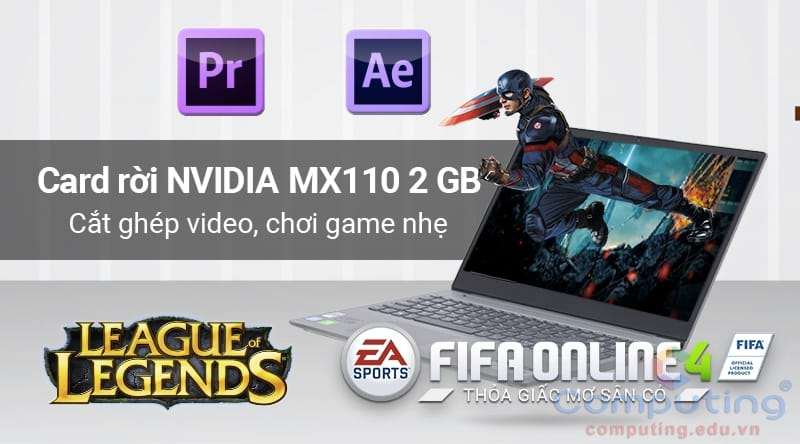 Pr
Ae
Card rời NVIDIA MX110 2 GB
Cắt ghép video, chơi game nhẹ
LEAGUE of
LEGENDS
EA
SPORTS
FIFA ONLINE 4
THỎA GIẤC MƠ SÂN CỎ
FIFA
OFFICIAL
LICENSED
PRODUCT
Computing
computing.edu.vn